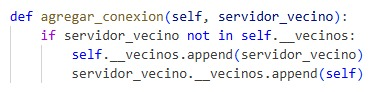 def agregar_conexion(self, servidor_vecino):
    if servidor_vecino not in self.__vecinos:
        self.__vecinos.append(servidor_vecino)
        servidor_vecino.__vecinos.append(self)